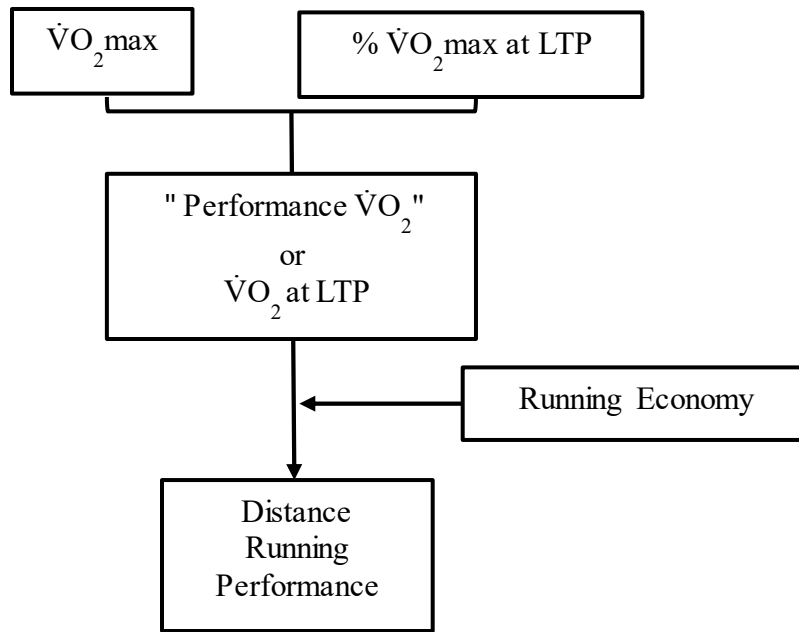 V̇O₂max
% V̇O₂max at LTP
" Performance V̇O₂"
or
V̇O₂ at LTP
Running Economy
Distance
Running
Performance